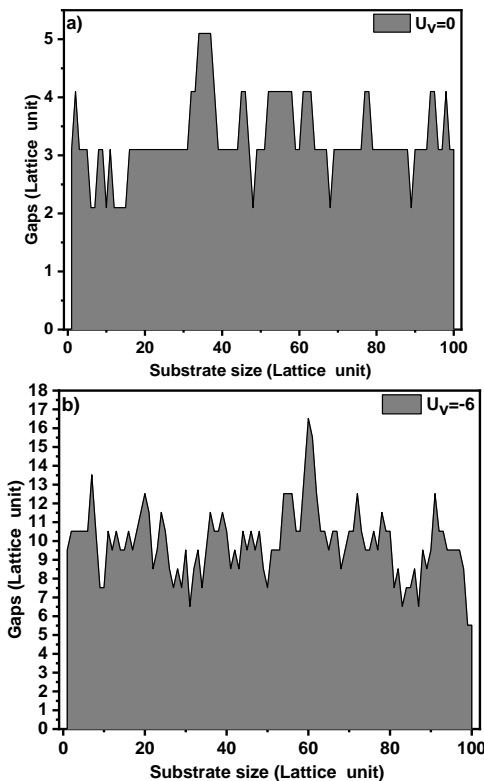 a)
U_V=0
5
4
3
2
1
0
Gaps (Lattice unit)
0 20 40 60 80 100
Substrate size (Lattice unit)
b)
U_V=-6
18
17
16
15
14
13
12
11
10
9
8
7
6
5
4
3
2
1
0
Gaps (Lattice unit)
0 20 40 60 80 100
Substrate size (Lattice unit)